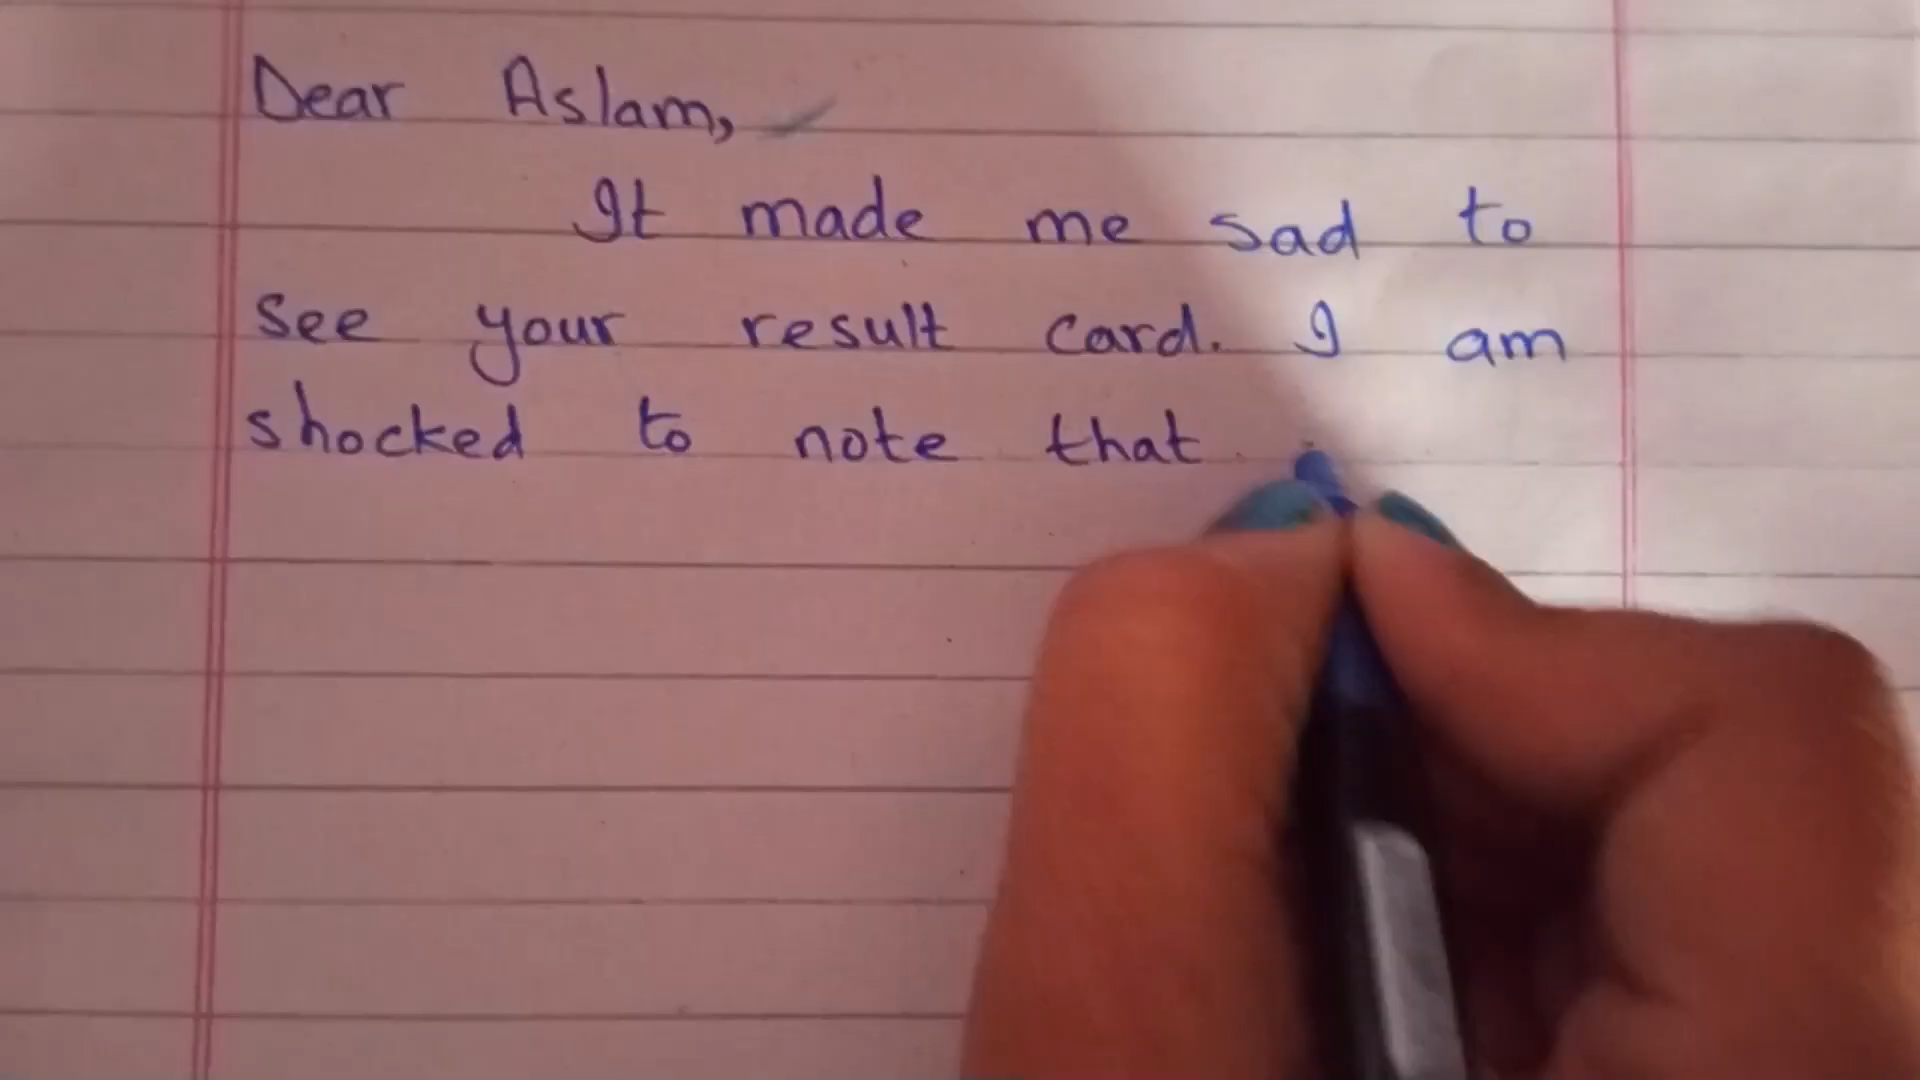 Dear Aslam,
It made me sad to
see your result card. I am
shocked to note that